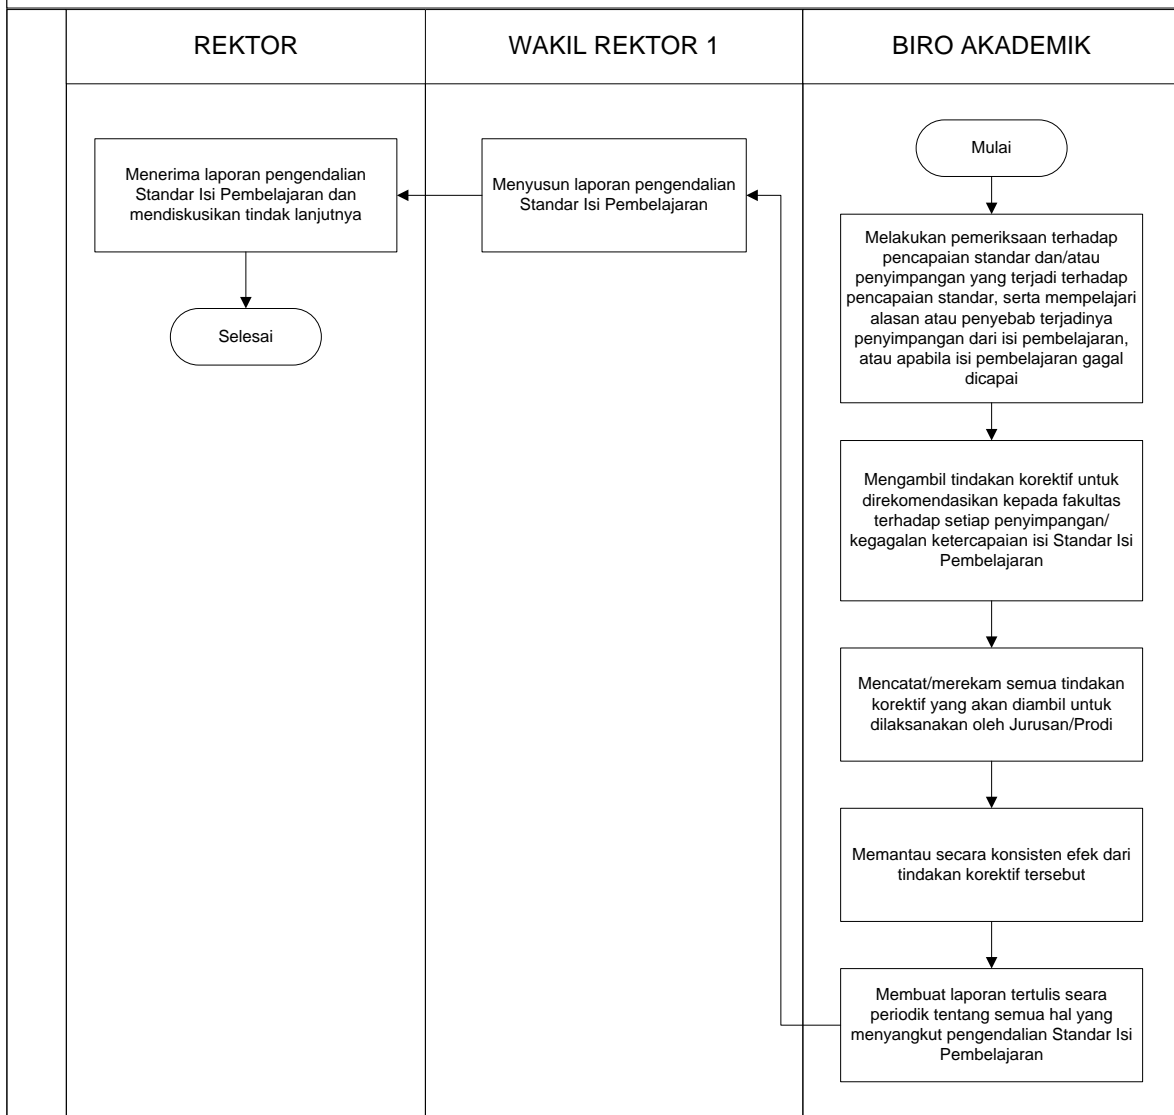 REKTOR
WAKIL REKTOR 1
BIRO AKADEMIK
Mulai
Melakukan pemeriksaan terhadap
pencapaian standar dan/atau
penyimpangan yang terjadi terhadap
pencapaian standar, serta mempelajari
alasan atau penyebab terjadinya
penyimpangan dari isi pembelajaran,
atau apabila isi pembelajaran gagal
dicapai
Mengambil tindakan korektif untuk
direkomendasikan kepada fakultas
terhadap setiap penyimpangan/
kegagalan ketercapaian isi Standar Isi
Pembelajaran
Mencatat/merekam semua tindakan
korektif yang akan diambil untuk
dilaksanakan oleh Jurusan/Prodi
Memantau secara konsisten efek dari
tindakan korektif tersebut
Membuat laporan tertulis seara
periodik tentang semua hal yang
menyangkut pengendalian Standar Isi
Pembelajaran
Menyusun laporan pengendalian
Standar Isi Pembelajaran
Menerima laporan pengendalian
Standar Isi Pembelajaran dan
mendiskusikan tindak lanjutnya
Selesai